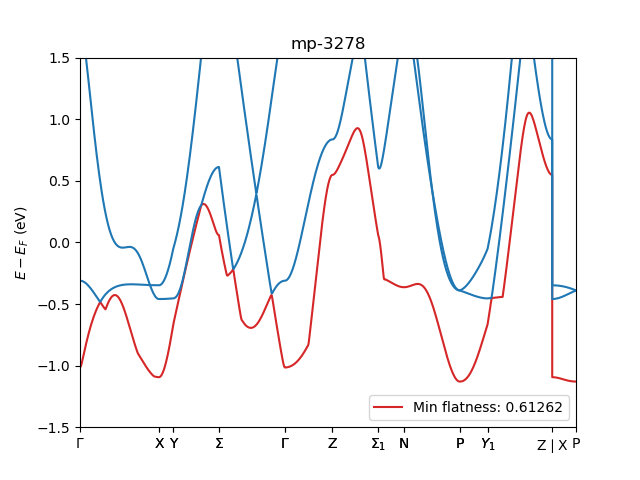 mp-3278
E − E_F (eV)
1.5
1.0
0.5
0.0
−0.5
−1.0
−1.5
Min flatness: 0.61262
Γ X Y Σ Γ Z Σ₁ N P Y₁ Z | X P